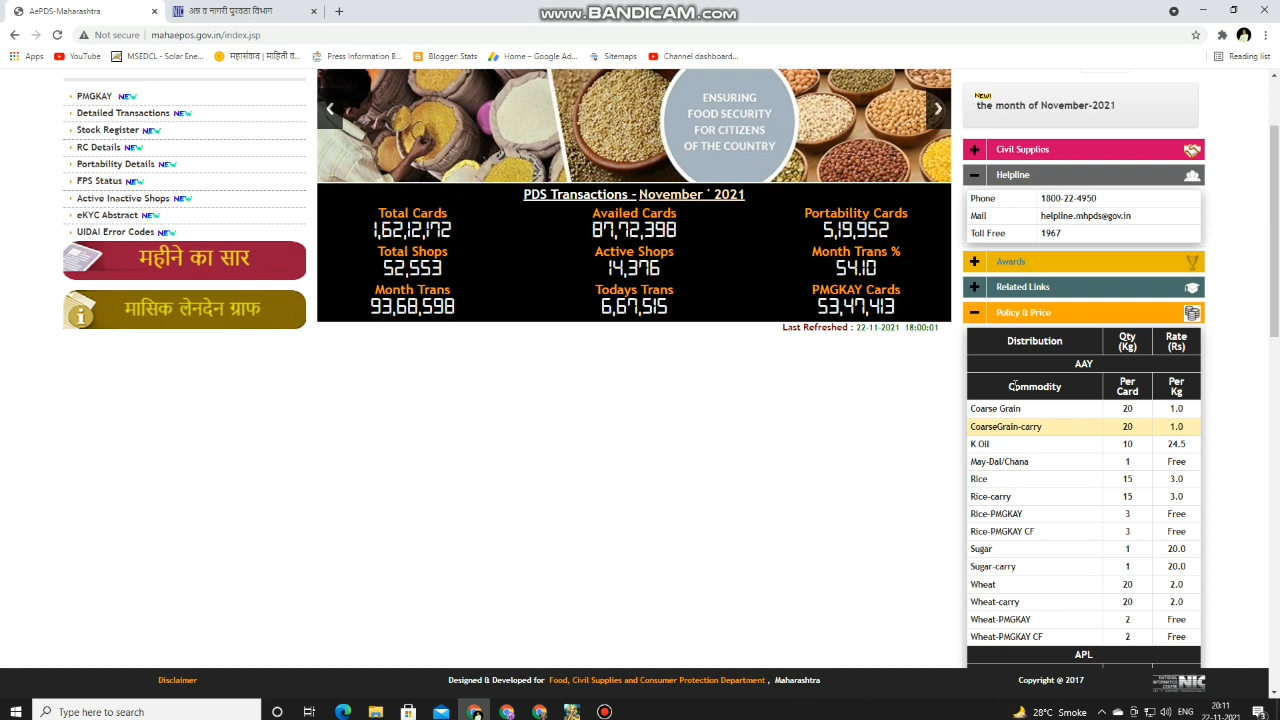 AePDS-Maharashtra
अन्न व नागरी पुरवठा विभाग
www.BANDICAM.com
Not secure | mahaepos.gov.in/index.jsp
Apps
YouTube
MSEDCL - Solar Ene...
महासंवाद | माहिती व...
Press Information B...
Blogger: Stats
Home – Google Ad...
Sitemaps
Channel dashboard...
Reading list
PMGKAY NEW
Detailed Transactions NEW
Stock Register NEW
RC Details NEW
Portability Details NEW
FPS Status NEW
Active Inactive Shops NEW
eKYC Abstract NEW
UIDAI Error Codes NEW
महीने का सार
मासिक लेनदेन ग्राफ
ENSURING
FOOD SECURITY
FOR CITIZENS
OF THE COUNTRY
PDS Transactions - November ' 2021
Total Cards Availed Cards Portability Cards
1,62,12,172 87,72,398 5,19,952
Total Shops Active Shops Month Trans %
52,553 14,376 54.10
Month Trans Todays Trans PMGKAY Cards
93,68,598 6,67,515 53,47,413
Last Refreshed : 22-11-2021 18:00:01
NEW!
the month of November-2021
Civil Supplies
Helpline
Phone 1800-22-4950
Mail helpline.mhpds@gov.in
Toll Free 1967
Awards
Related Links
Policy & Price
Distribution Qty (Kg) Rate (Rs)
AAY
Commodity Per Card Per Kg
Coarse Grain 20 1.0
CoarseGrain-carry 20 1.0
K Oil 10 24.5
May-Dal/Chana 1 Free
Rice 15 3.0
Rice-carry 15 3.0
Rice-PMGKAY 3 Free
Rice-PMGKAY CF 3 Free
Sugar 1 20.0
Sugar-carry 1 20.0
Wheat 20 2.0
Wheat-carry 20 2.0
Wheat-PMGKAY 2 Free
Wheat-PMGKAY CF 2 Free
APL
Disclaimer
Designed & Developed for Food, Civil Supplies and Consumer Protection Department , Maharashtra
Copyright @ 2017
NIC
Type here to search
28°C Smoke
ENG
20:11
22-11-2021